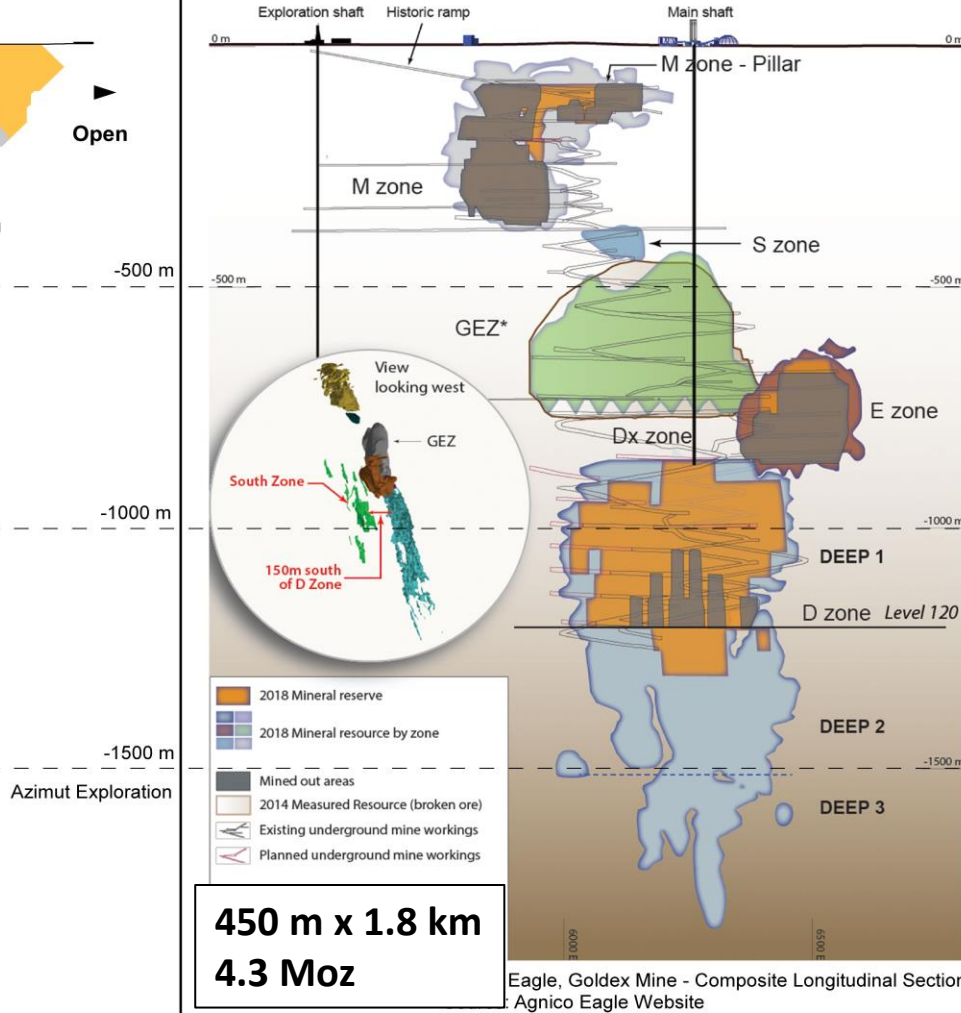 Exploration shaft
Historic ramp
Main shaft
0 m
0 m
M zone - Pillar
Open
M zone
S zone
-500 m
-500 m
-500 m
GEZ*
View
looking west
GEZ
E zone
Dx zone
South Zone
-1000 m
-1000 m
DEEP 1
150m south
of D Zone
D zone Level 120
2018 Mineral reserve
2018 Mineral resource by zone
DEEP 2
-1500 m
-1500 m
Azimut Exploration
Mined out areas
2014 Measured Resource (broken ore)
DEEP 3
Existing underground mine workings
Planned underground mine workings
450 m x 1.8 km
4.3 Moz
6000 E
6500 E
Eagle, Goldex Mine - Composite Longitudinal Section
: Agnico Eagle Website